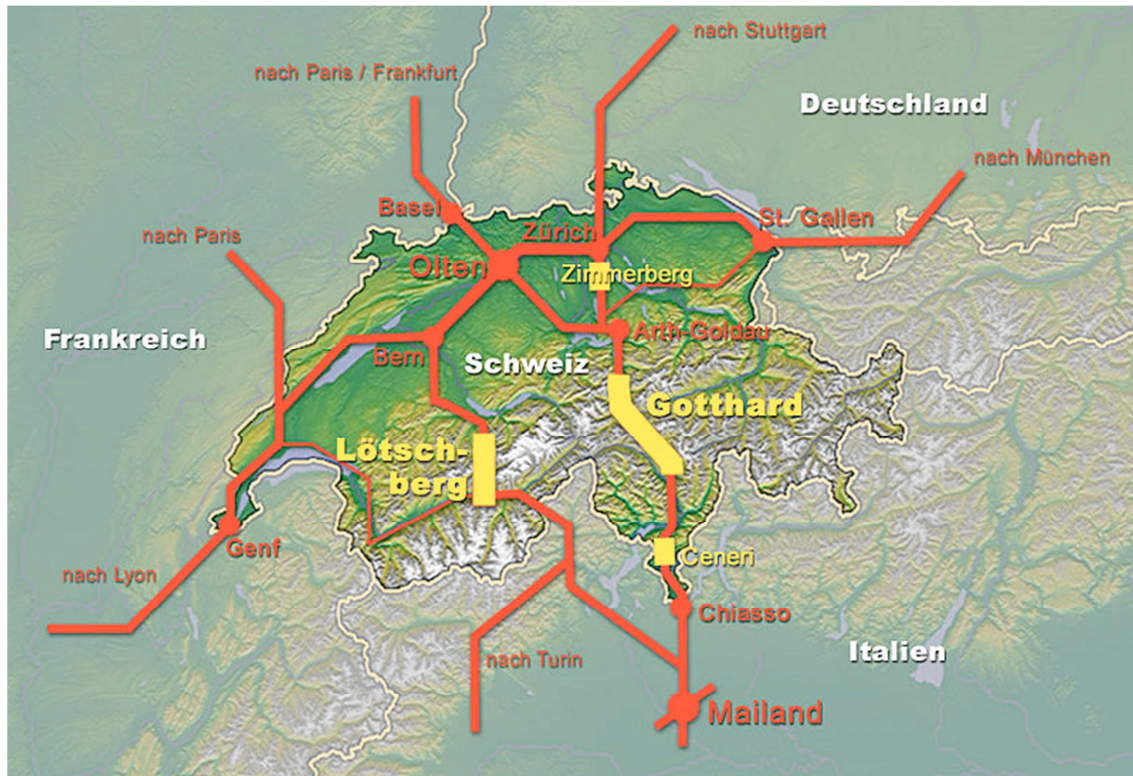 nach Stuttgart
nach Paris / Frankfurt
Deutschland
nach München
Basel
St. Gallen
nach Paris
Zürich
Olten
Zimmerberg
Frankreich
Arth-Goldau
Bern
Schweiz
Gotthard
Lötsch-
berg
Genf
Ceneri
nach Lyon
Chiasso
Italien
nach Turin
Mailand